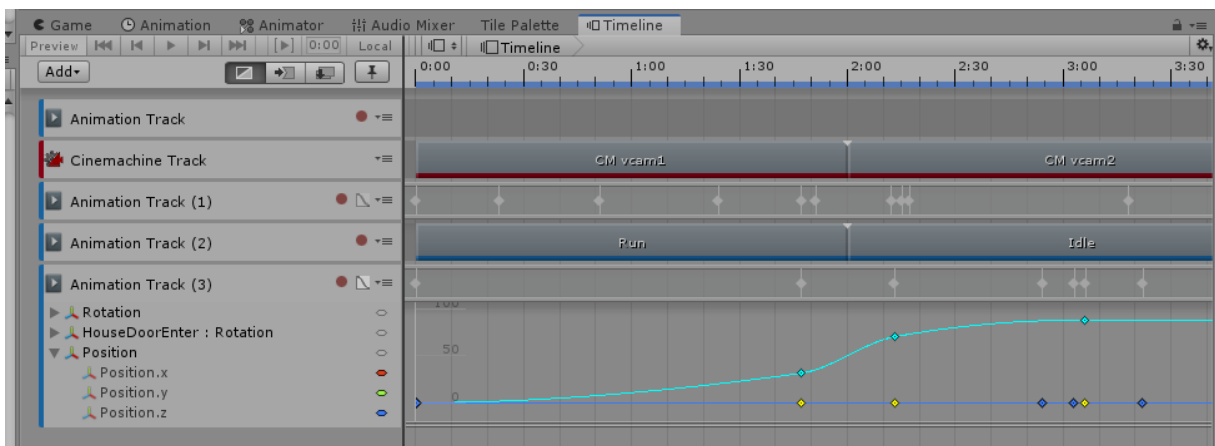 Game Animation Animator Audio Mixer Tile Palette Timeline
Preview 0:00 Local Timeline
Add
0:00 0:30 1:00 1:30 2:00 2:30 3:00 3:30
Animation Track
Cinemachine Track CM vcam1 CM vcam2
Animation Track (1)
Animation Track (2) Run Idle
Animation Track (3)
100
Rotation
HouseDoorEnter : Rotation
Position
50
Position.x
Position.y
0
Position.z